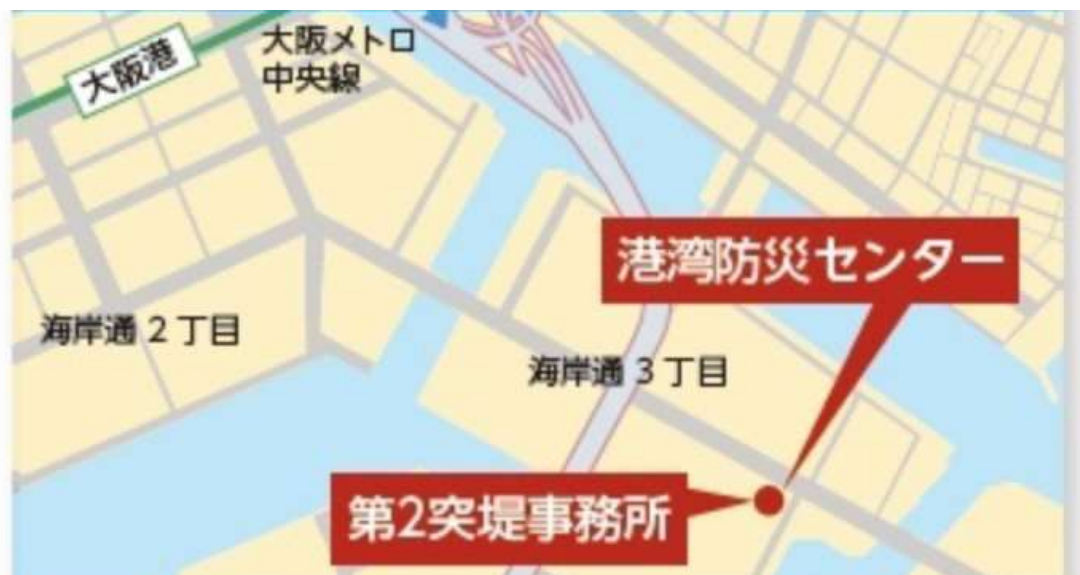 大阪港
大阪メトロ
中央線
港湾防災センター
海岸通2丁目
海岸通3丁目
第2突堤事務所